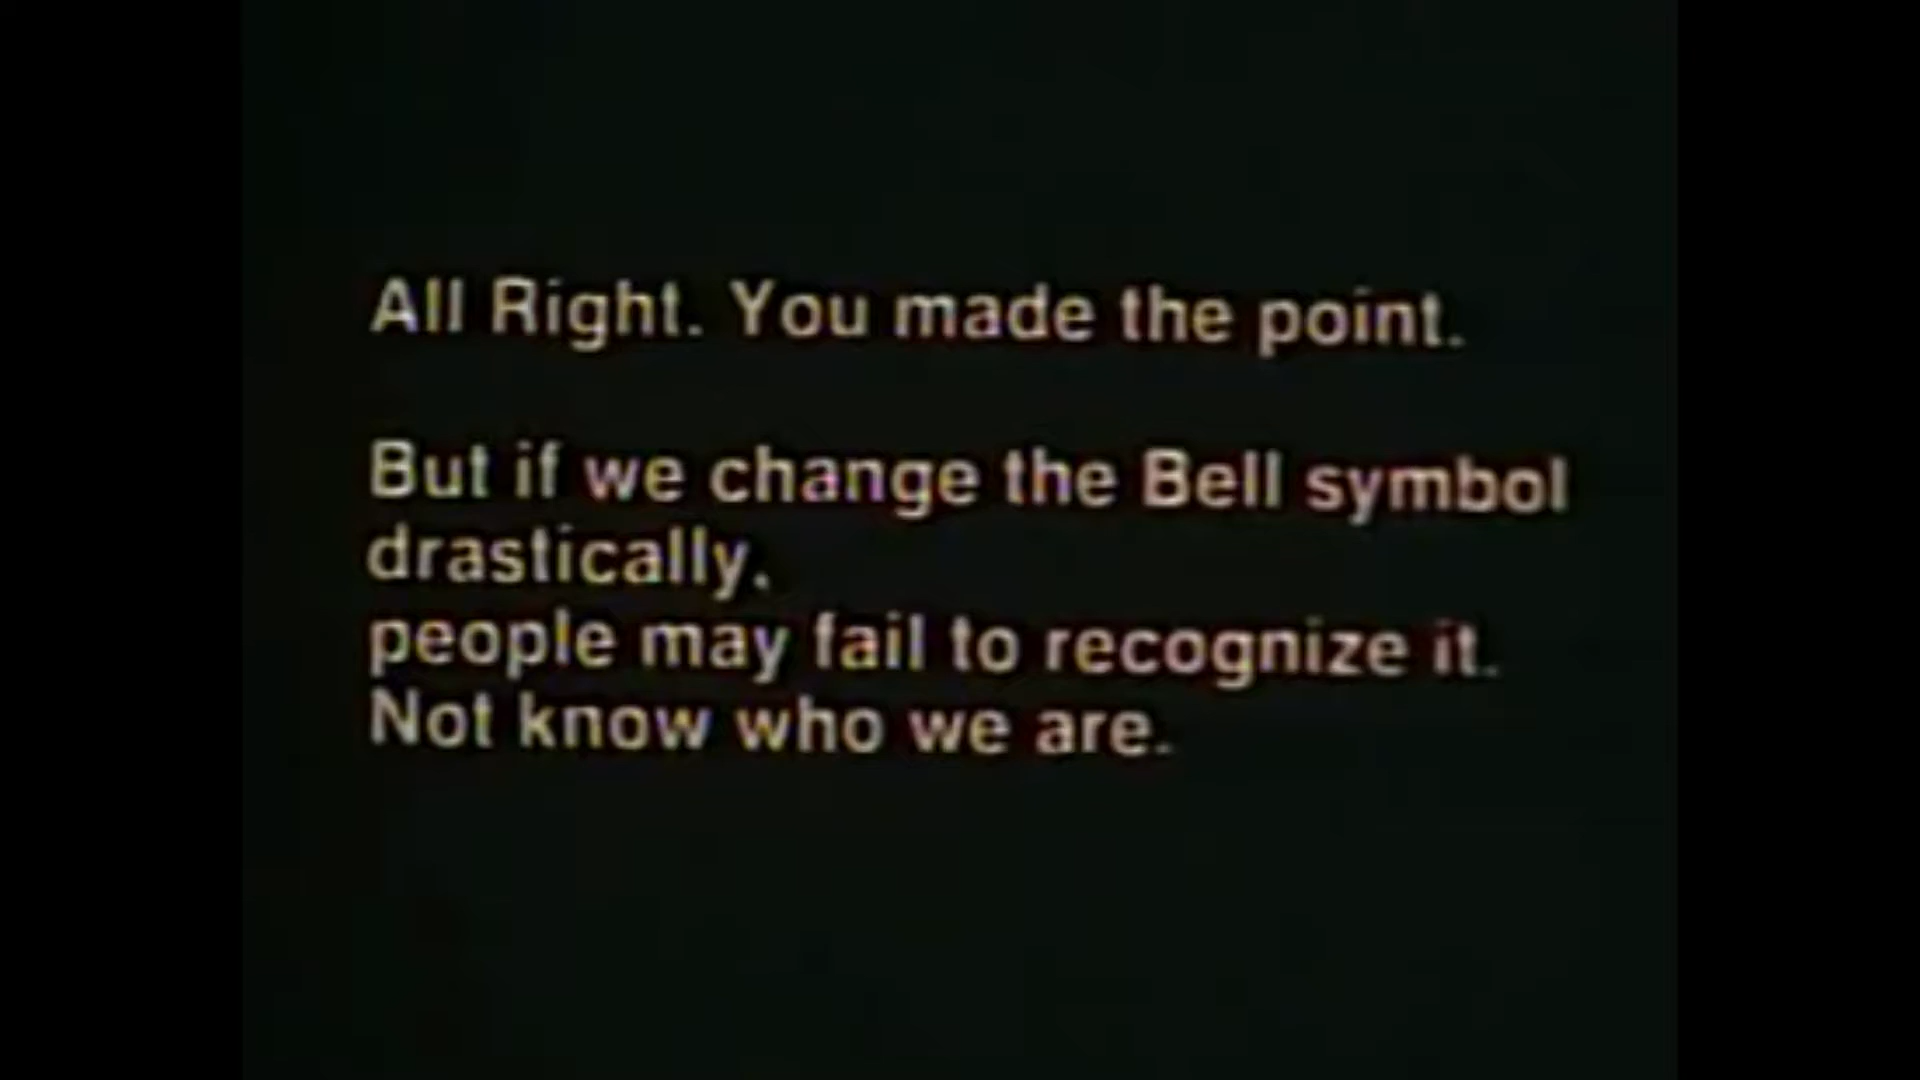 All Right. You made the point.
But if we change the Bell symbol
drastically,
people may fail to recognize it.
Not know who we are.